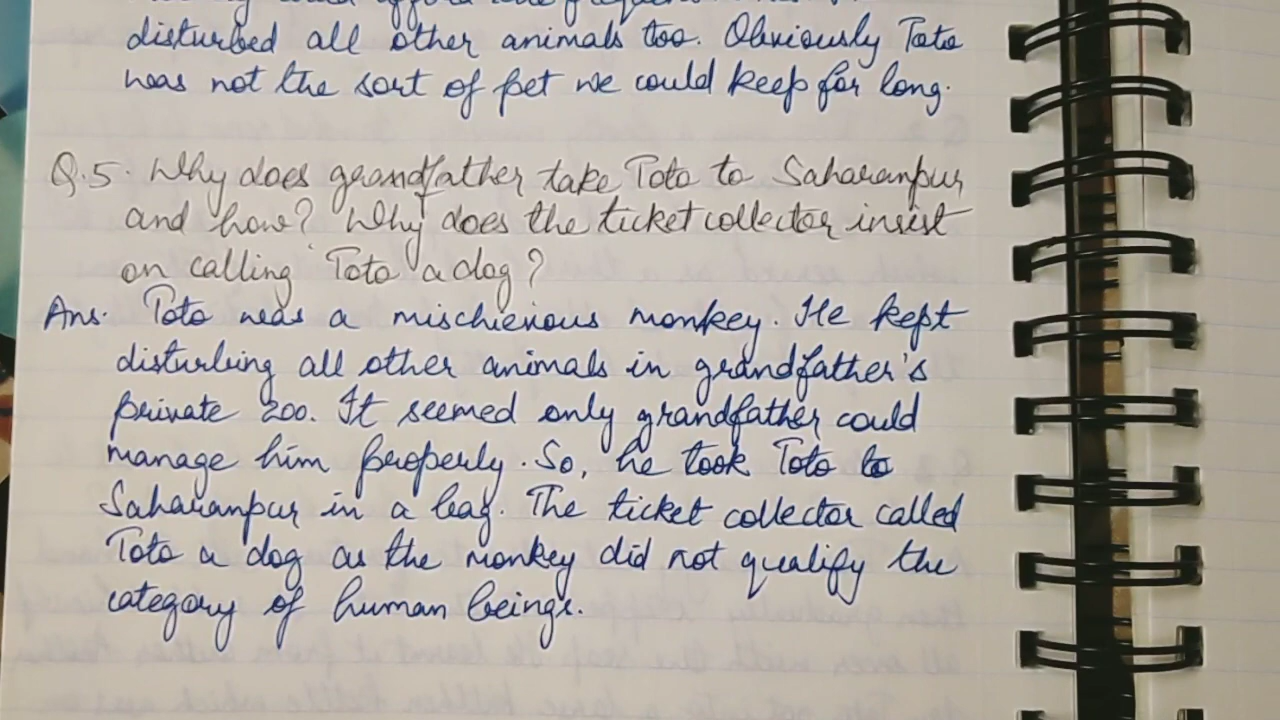 disturbed all other animals too. Obviously Toto
was not the sort of pet we could keep for long.
Q.5. Why does grandfather take Toto to Saharanpur
and how? Why does the ticket collector insist
on calling Toto a dog?
Ans. Toto was a mischievous monkey. He kept
disturbing all other animals in grandfather's
private zoo. It seemed only grandfather could
manage him properly. So, he took Toto to
Saharanpur in a bag. The ticket collector called
Toto a dog as the monkey did not qualify the
category of human beings.